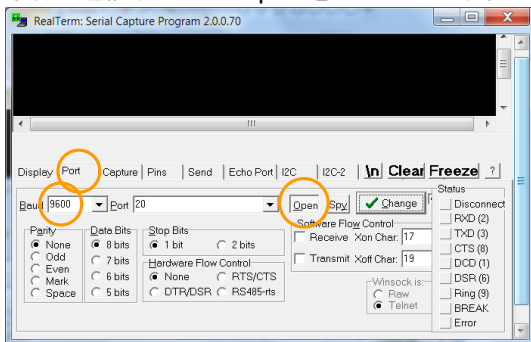 RealTerm: Serial Capture Program 2.0.0.70
Display Port Capture Pins Send Echo Port I2C I2C-2 \n Clear Freeze ?
Baud 9600 Port 20 Open Spy Change
Status
Disconnect
RXD (2)
TXD (3)
CTS (8)
DCD (1)
DSR (6)
Ring (9)
BREAK
Error
Parity
None
Odd
Even
Mark
Space
Data Bits
8 bits
7 bits
6 bits
5 bits
Stop Bits
1 bit 2 bits
Hardware Flow Control
None RTS/CTS
DTR/DSR RS485-rts
Software Flow Control
Receive Xon Char: 17
Transmit Xoff Char: 19
Winsock is:
Raw
Telnet